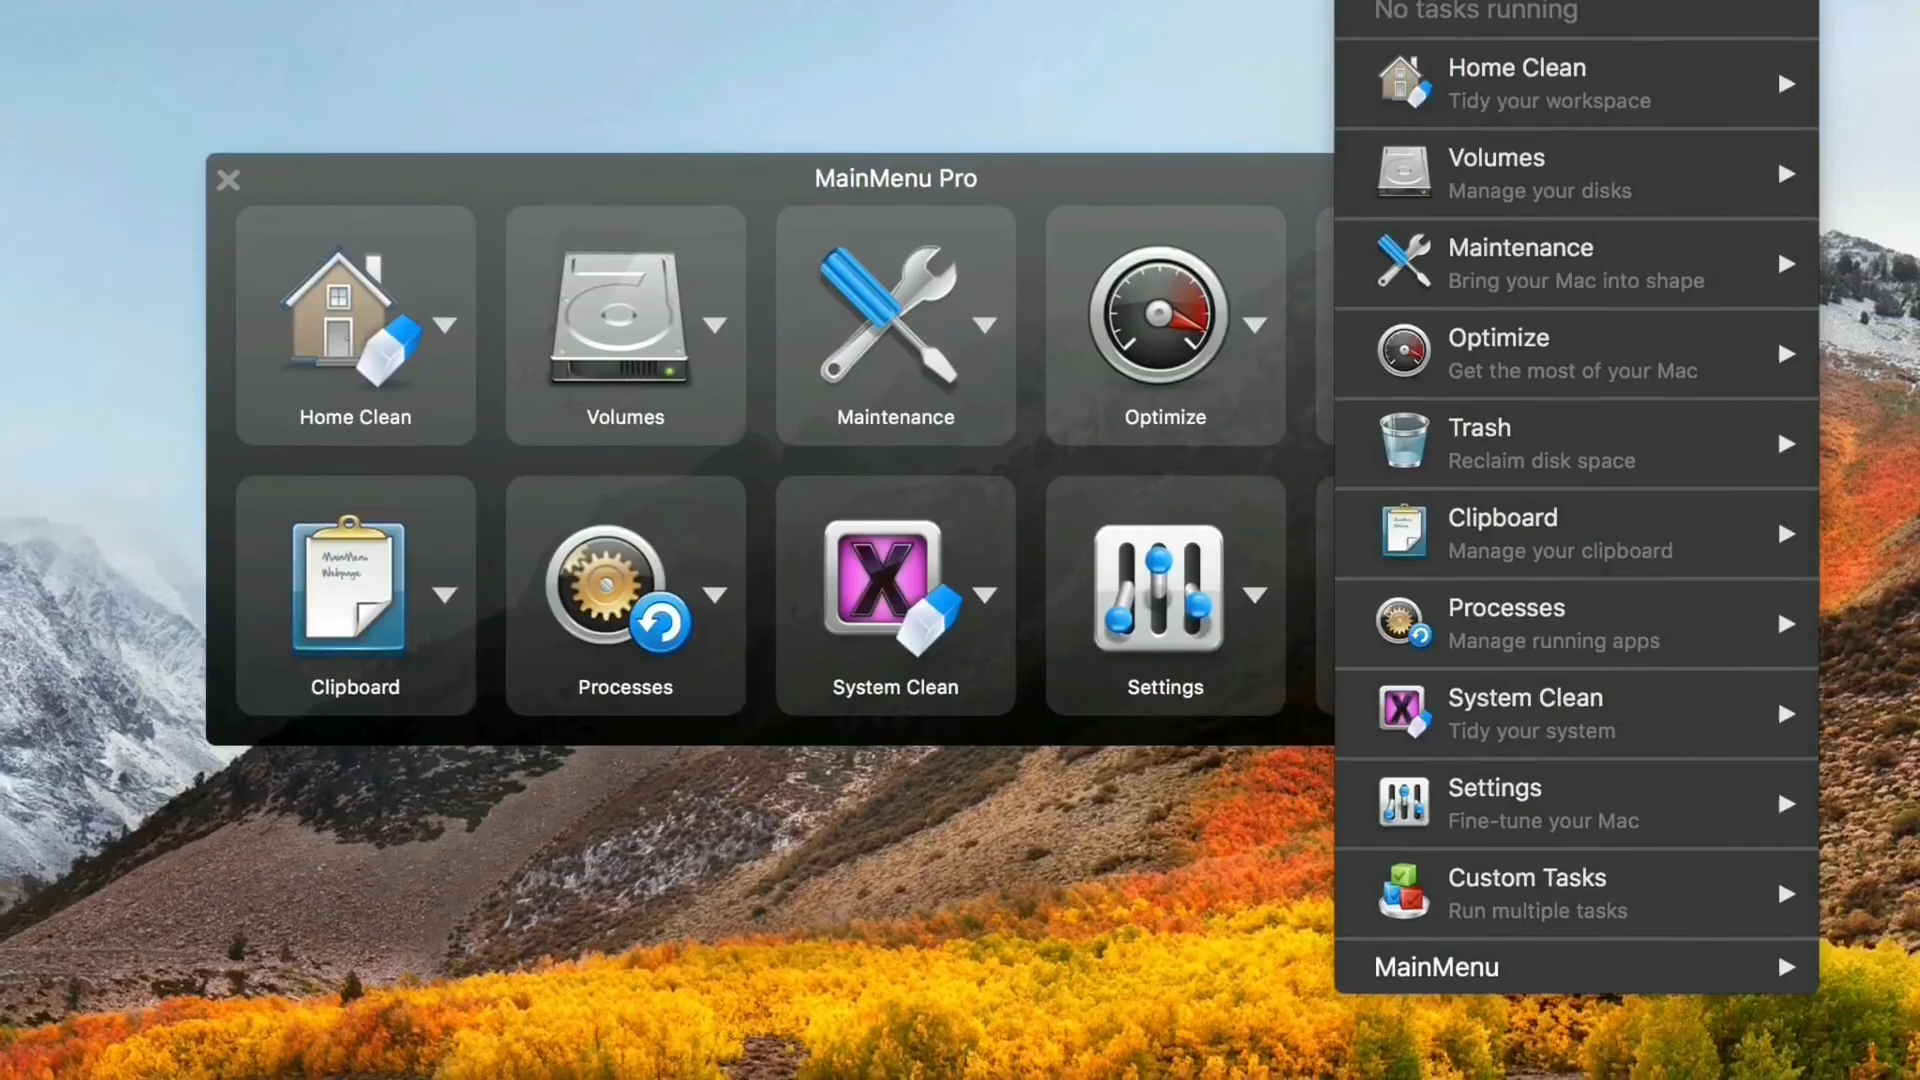 No tasks running
MainMenu Pro
Home Clean
Volumes
Maintenance
Optimize
MainMenu
Webpage
Clipboard
Processes
System Clean
Settings
Home Clean
Tidy your workspace
Volumes
Manage your disks
Maintenance
Bring your Mac into shape
Optimize
Get the most of your Mac
Trash
Reclaim disk space
Clipboard
Manage your clipboard
Processes
Manage running apps
System Clean
Tidy your system
Settings
Fine-tune your Mac
Custom Tasks
Run multiple tasks
MainMenu